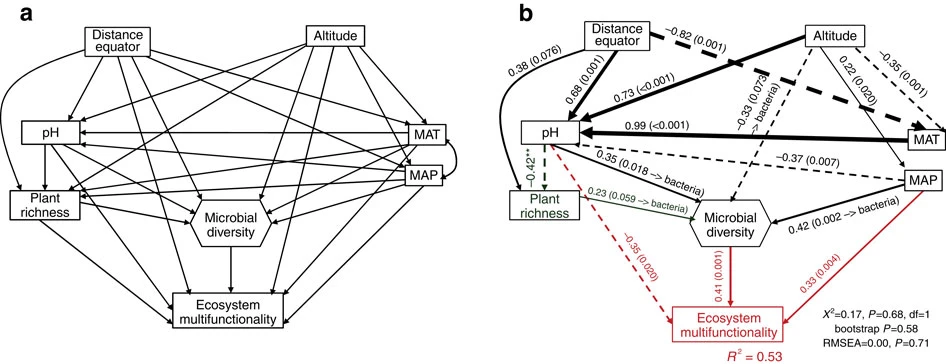 a
Distance
equator
Altitude
pH
MAT
MAP
Plant
richness
Microbial
diversity
Ecosystem
multifunctionality
b
Distance
equator
Altitude
−0.82 (0.001)
0.38 (0.076)
0.68 (0.001)
0.73 (<0.001)
−0.33 (0.073
–> bacteria)
0.22 (0.020)
−0.35 (0.001)
pH
0.99 (<0.001)
MAT
−0.37 (0.007)
MAP
−0.42**
0.35 (0.018 –> bacteria)
Plant
richness
0.23 (0.059 –> bacteria)
Microbial
diversity
0.42 (0.002 –> bacteria)
−0.35 (0.020)
0.41 (0.001)
0.33 (0.004)
Ecosystem
multifunctionality
R² = 0.53
X²=0.17, P=0.68, df=1
bootstrap P=0.58
RMSEA=0.00, P=0.71